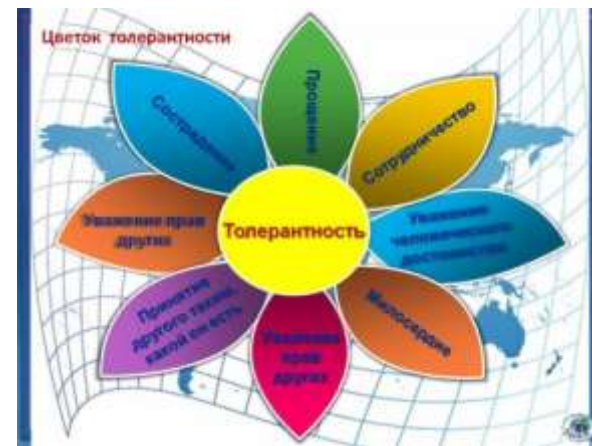 Цветок толерантности
Прощение
Сотрудничество
Уважение
человеческого
достоинства
Милосердие
Уважение
прав
других
Принятие
другого таким,
какой он есть
Уважение прав
других
Сострадание
Толерантность